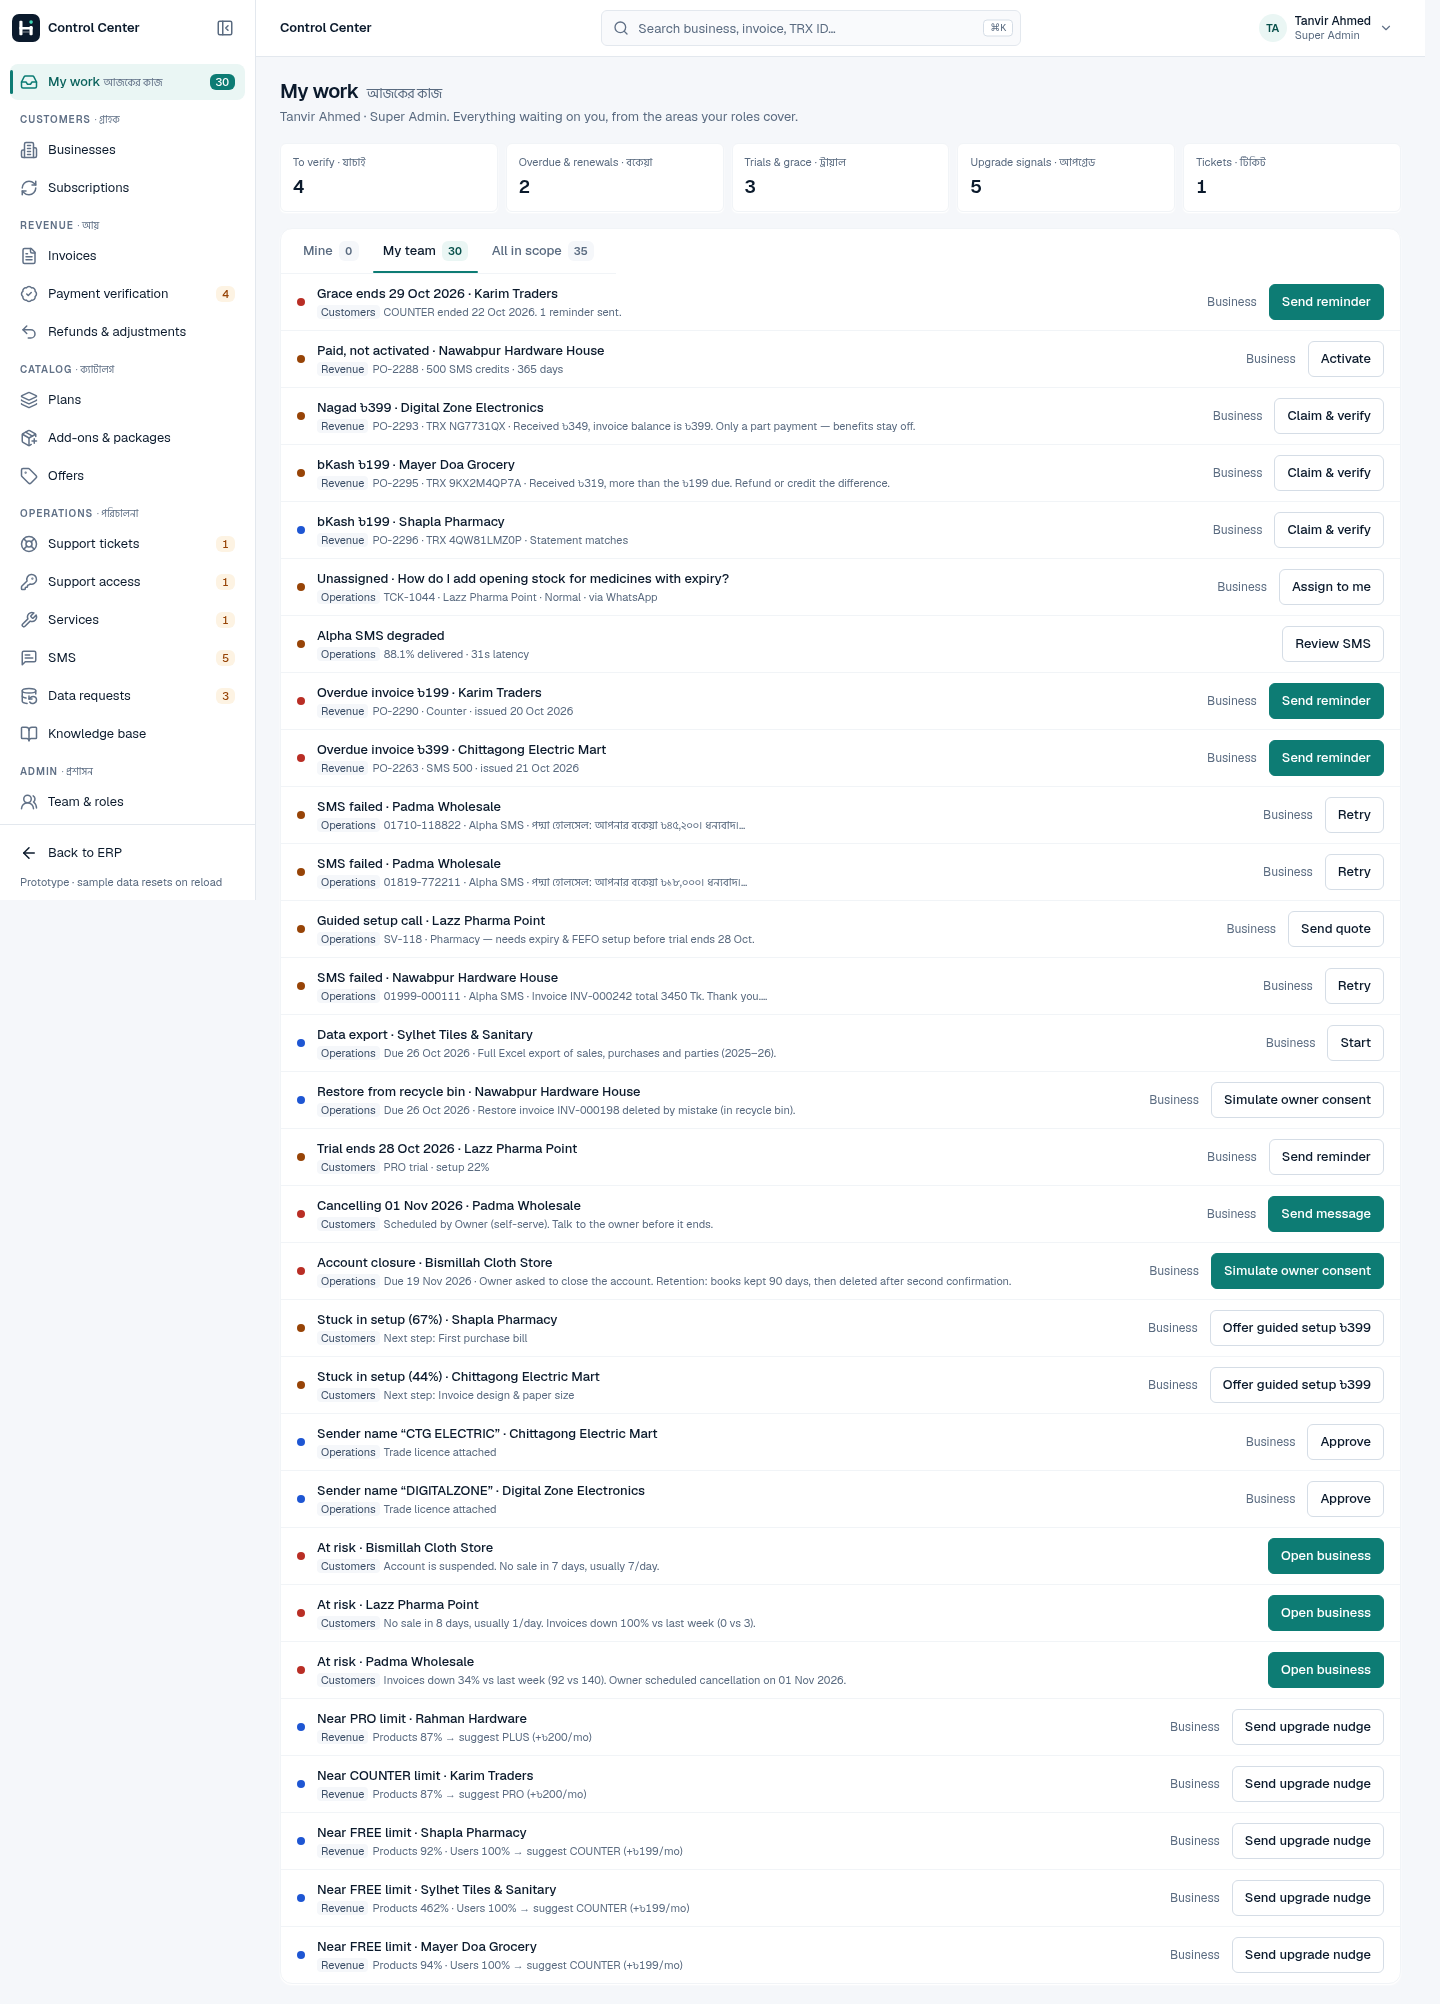 Control Center
My work আজকের কাজ 30
CUSTOMERS · গ্রাহক
Businesses
Subscriptions
REVENUE · আয়
Invoices
Payment verification 4
Refunds & adjustments
CATALOG · ক্যাটালগ
Plans
Add-ons & packages
Offers
OPERATIONS · পরিচালনা
Support tickets 1
Support access 1
Services 1
SMS 5
Data requests 3
Knowledge base
ADMIN · প্রশাসন
Team & roles
Back to ERP
Prototype · sample data resets on reload
Control Center
Search business, invoice, TRX ID... ⌘K
TA Tanvir Ahmed
Super Admin
My work আজকের কাজ
Tanvir Ahmed · Super Admin. Everything waiting on you, from the areas your roles cover.
To verify · যাচাই
4
Overdue & renewals · বকেয়া
2
Trials & grace · ট্রায়াল
3
Upgrade signals · আপগ্রেড
5
Tickets · টিকিট
1
Mine 0 My team 30 All in scope 35
Grace ends 29 Oct 2026 · Karim Traders
Customers COUNTER ended 22 Oct 2026. 1 reminder sent.
Business Send reminder
Paid, not activated · Nawabpur Hardware House
Revenue PO-2288 · 500 SMS credits · 365 days
Business Activate
Nagad ৳399 · Digital Zone Electronics
Revenue PO-2293 · TRX NG7731QX · Received ৳349, invoice balance is ৳399. Only a part payment — benefits stay off.
Business Claim & verify
bKash ৳199 · Mayer Doa Grocery
Revenue PO-2295 · TRX 9KX2M4QP7A · Received ৳319, more than the ৳199 due. Refund or credit the difference.
Business Claim & verify
bKash ৳199 · Shapla Pharmacy
Revenue PO-2296 · TRX 4QW81LMZ0P · Statement matches
Business Claim & verify
Unassigned · How do I add opening stock for medicines with expiry?
Operations TCK-1044 · Lazz Pharma Point · Normal · via WhatsApp
Business Assign to me
Alpha SMS degraded
Operations 88.1% delivered · 31s latency
Review SMS
Overdue invoice ৳199 · Karim Traders
Revenue PO-2290 · Counter · issued 20 Oct 2026
Business Send reminder
Overdue invoice ৳399 · Chittagong Electric Mart
Revenue PO-2263 · SMS 500 · issued 21 Oct 2026
Business Send reminder
SMS failed · Padma Wholesale
Operations 01710-118822 · Alpha SMS · পদ্মা হোলসেল: আপনার বকেয়া ৳৪৫,২০০। ধন্যবাদ।...
Business Retry
SMS failed · Padma Wholesale
Operations 01819-772211 · Alpha SMS · পদ্মা হোলসেল: আপনার বকেয়া ৳১৮,০০০। ধন্যবাদ।...
Business Retry
Guided setup call · Lazz Pharma Point
Operations SV-118 · Pharmacy — needs expiry & FEFO setup before trial ends 28 Oct.
Business Send quote
SMS failed · Nawabpur Hardware House
Operations 01999-000111 · Alpha SMS · Invoice INV-000242 total 3450 Tk. Thank you....
Business Retry
Data export · Sylhet Tiles & Sanitary
Operations Due 26 Oct 2026 · Full Excel export of sales, purchases and parties (2025–26).
Business Start
Restore from recycle bin · Nawabpur Hardware House
Operations Due 26 Oct 2026 · Restore invoice INV-000198 deleted by mistake (in recycle bin).
Business Simulate owner consent
Trial ends 28 Oct 2026 · Lazz Pharma Point
Customers PRO trial · setup 22%
Business Send reminder
Cancelling 01 Nov 2026 · Padma Wholesale
Customers Scheduled by Owner (self-serve). Talk to the owner before it ends.
Business Send message
Account closure · Bismillah Cloth Store
Operations Due 19 Nov 2026 · Owner asked to close the account. Retention: books kept 90 days, then deleted after second confirmation.
Business Simulate owner consent
Stuck in setup (67%) · Shapla Pharmacy
Customers Next step: First purchase bill
Business Offer guided setup ৳399
Stuck in setup (44%) · Chittagong Electric Mart
Customers Next step: Invoice design & paper size
Business Offer guided setup ৳399
Sender name “CTG ELECTRIC” · Chittagong Electric Mart
Operations Trade licence attached
Business Approve
Sender name “DIGITALZONE” · Digital Zone Electronics
Operations Trade licence attached
Business Approve
At risk · Bismillah Cloth Store
Customers Account is suspended. No sale in 7 days, usually 7/day.
Open business
At risk · Lazz Pharma Point
Customers No sale in 8 days, usually 1/day. Invoices down 100% vs last week (0 vs 3).
Open business
At risk · Padma Wholesale
Customers Invoices down 34% vs last week (92 vs 140). Owner scheduled cancellation on 01 Nov 2026.
Open business
Near PRO limit · Rahman Hardware
Revenue Products 87% → suggest PLUS (+৳200/mo)
Business Send upgrade nudge
Near COUNTER limit · Karim Traders
Revenue Products 87% → suggest PRO (+৳200/mo)
Business Send upgrade nudge
Near FREE limit · Shapla Pharmacy
Revenue Products 92% · Users 100% → suggest COUNTER (+৳199/mo)
Business Send upgrade nudge
Near FREE limit · Sylhet Tiles & Sanitary
Revenue Products 462% · Users 100% → suggest COUNTER (+৳199/mo)
Business Send upgrade nudge
Near FREE limit · Mayer Doa Grocery
Revenue Products 94% · Users 100% → suggest COUNTER (+৳199/mo)
Business Send upgrade nudge